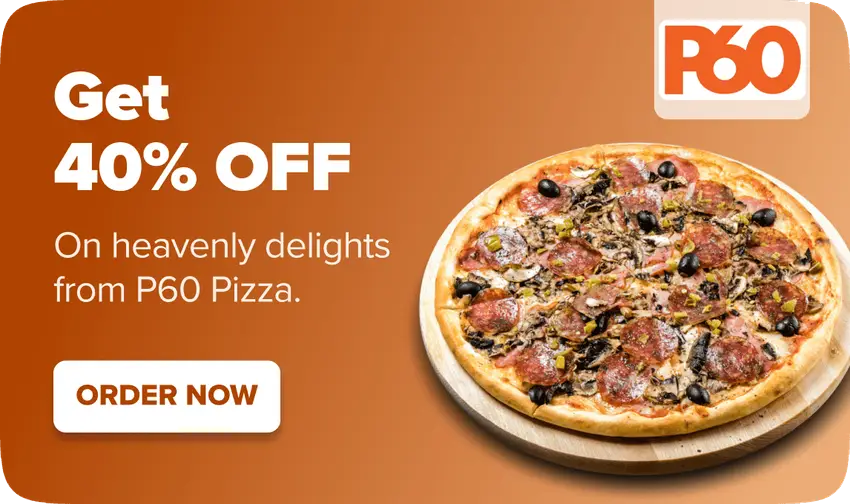 P60
Get
40% OFF
On heavenly delights
from P60 Pizza.
ORDER NOW